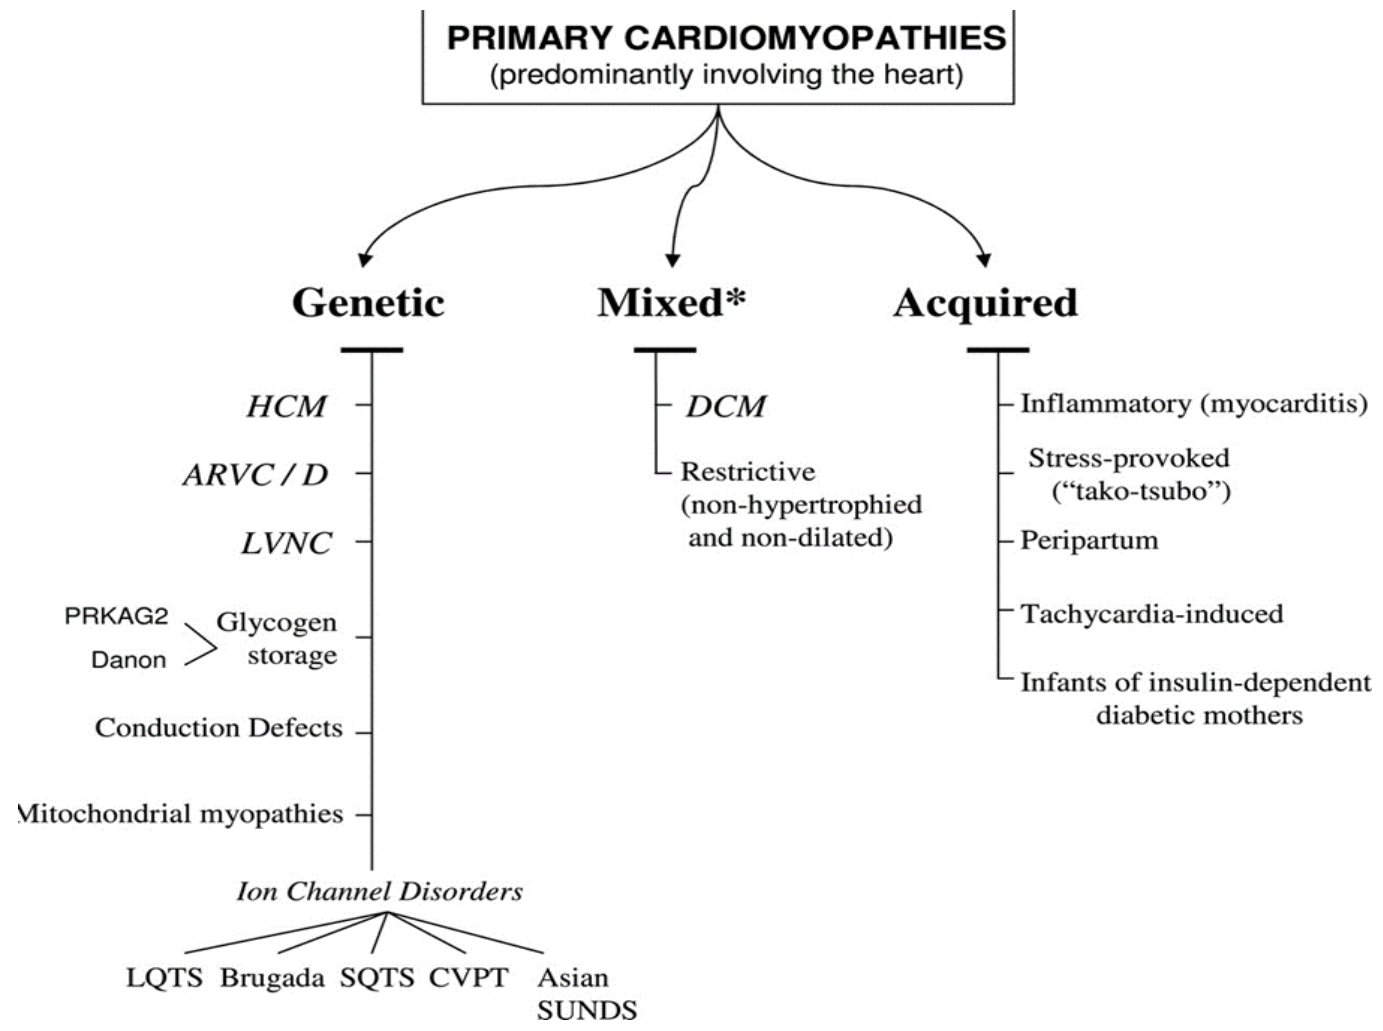 PRIMARY CARDIOMYOPATHIES
(predominantly involving the heart)
Genetic
HCM
ARVC / D
LVNC
PRKAG2
Danon
Glycogen
storage
Conduction Defects
Mitochondrial myopathies
Ion Channel Disorders
LQTS
Brugada
SQTS
CVPT
Asian
SUNDS
Mixed*
DCM
Restrictive
(non-hypertrophied
and non-dilated)
Acquired
Inflammatory (myocarditis)
Stress-provoked
(“tako-tsubo”)
Peripartum
Tachycardia-induced
Infants of insulin-dependent
diabetic mothers